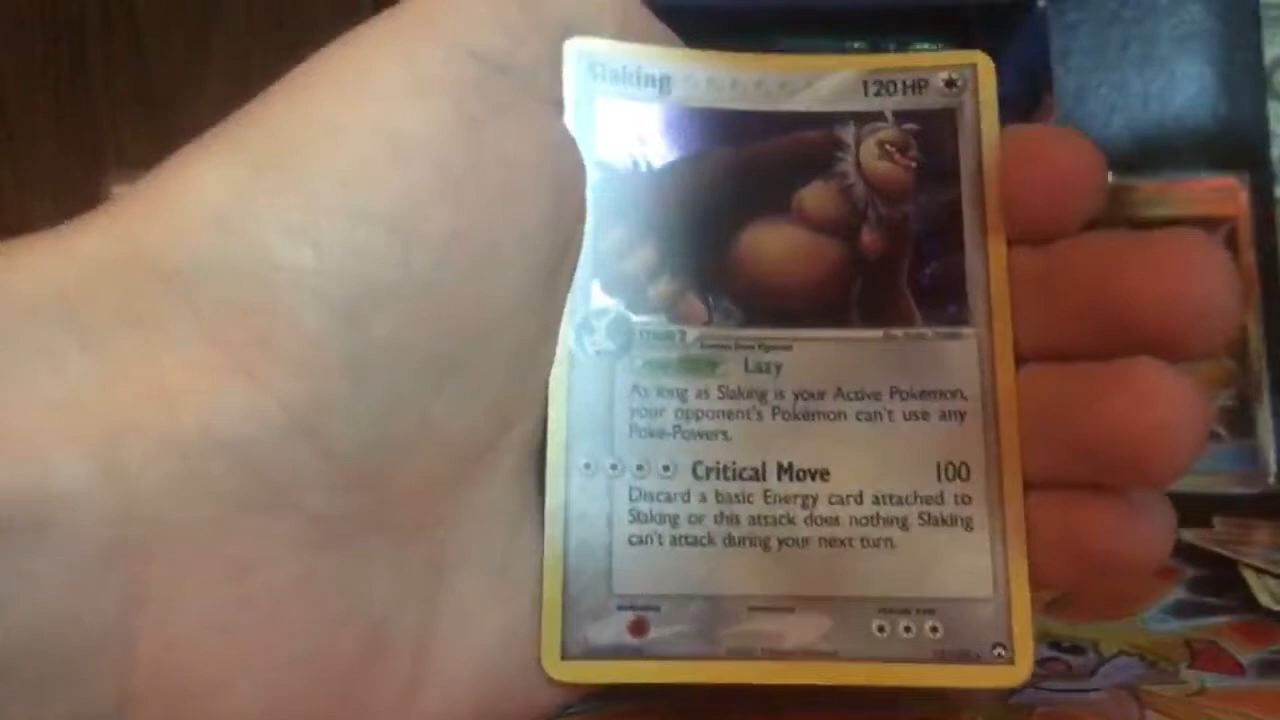 Slaking 120 HP
Lazy
As long as Slaking is your Active Pokémon,
your opponent's Pokémon can't use any
Poké-Powers.
Critical Move 100
Discard a basic Energy card attached to
Slaking or this attack does nothing. Slaking
can't attack during your next turn.